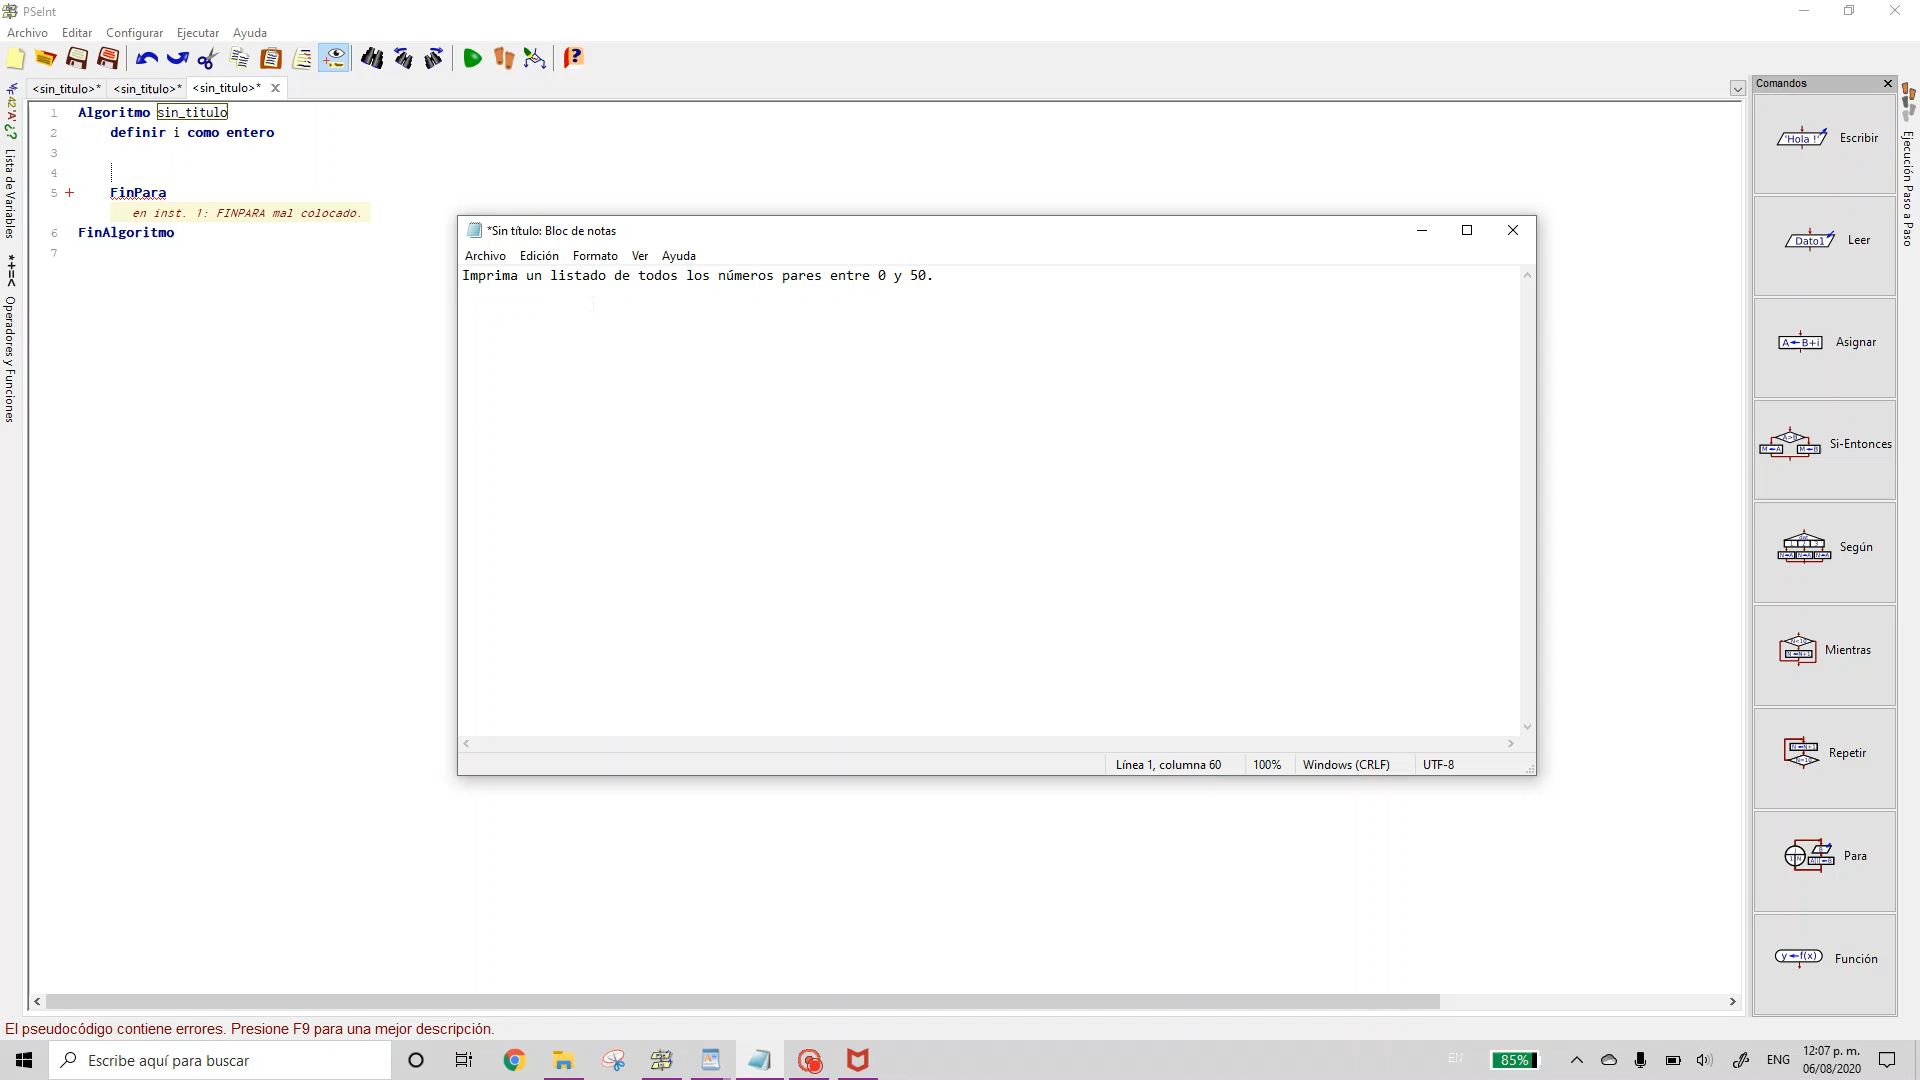 PSeInt
Archivo Editar Configurar Ejecutar Ayuda
<sin_titulo>* <sin_titulo>* <sin_titulo>*
Comandos
1 Algoritmo sin_titulo
2 definir i como entero
3
4
5 FinPara
en inst. 1: FINPARA mal colocado.
6 FinAlgoritmo
7
Lista de Variables
Operadores y Funciones
*Sin título: Bloc de notas
Archivo Edición Formato Ver Ayuda
Imprima un listado de todos los números pares entre 0 y 50.
Línea 1, columna 60 100% Windows (CRLF) UTF-8
'Hola !' Escribir
Dato1 Leer
A←B+i Asignar
A>B Si-Entonces
Según
Mientras
Repetir
Para
y←f(x) Función
Ejecución Paso a Paso
El pseudocódigo contiene errores. Presione F9 para una mejor descripción.
Escribe aquí para buscar
EN
85%
ENG
12:07 p. m.
06/08/2020